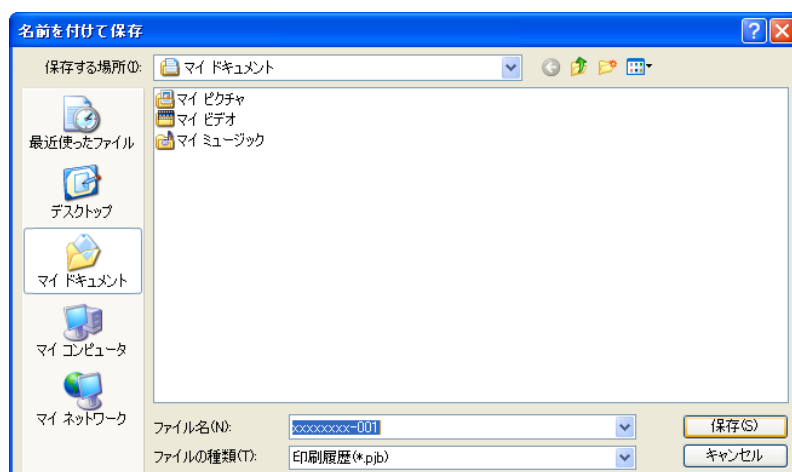 名前を付けて保存
保存する場所(I):
マイ ドキュメント
マイ ピクチャ
マイ ビデオ
マイ ミュージック
最近使ったファイル
デスクトップ
マイ ドキュメント
マイ コンピュータ
マイ ネットワーク
ファイル名(N):
xxxxxxxx-001
保存(S)
ファイルの種類(T):
印刷履歴(*.pjb)
キャンセル